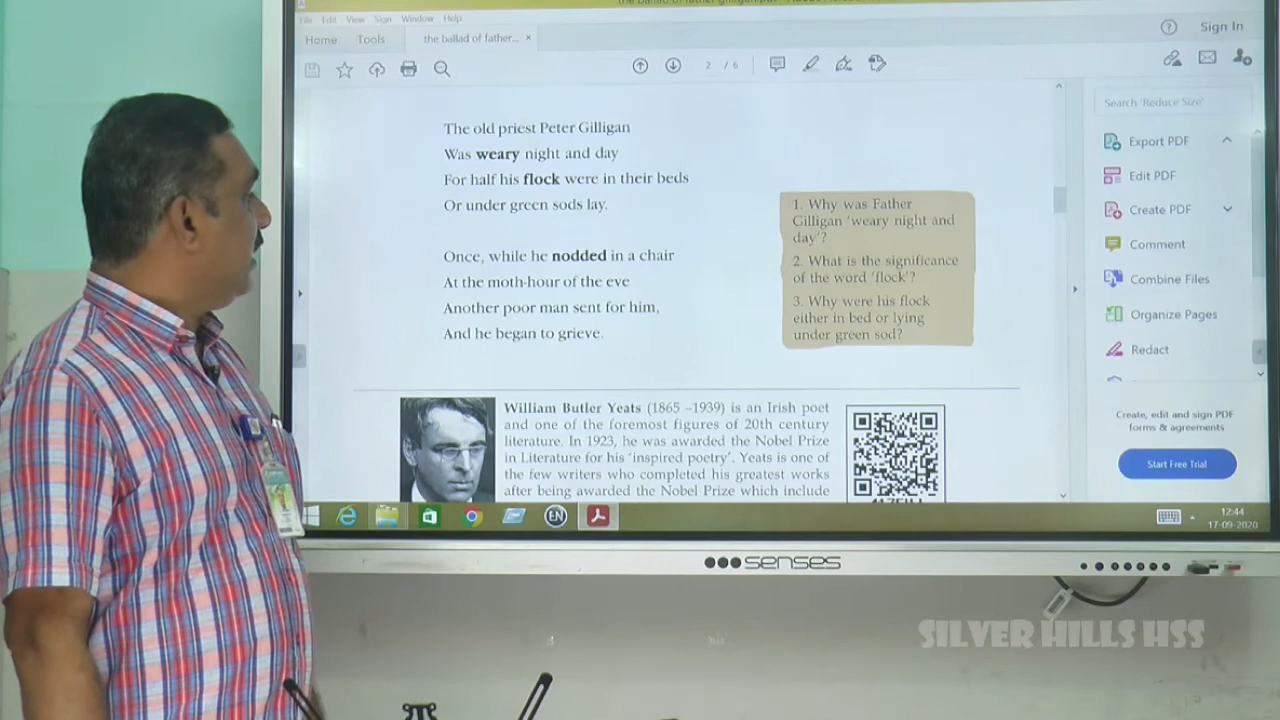 File Edit View Sign Window Help
Home Tools the ballad of father... ×
Sign In
2 / 6
The old priest Peter Gilligan
Was weary night and day
For half his flock were in their beds
Or under green sods lay.
Once, while he nodded in a chair
At the moth-hour of the eve
Another poor man sent for him,
And he began to grieve.
1. Why was Father
Gilligan 'weary night and
day'?
2. What is the significance
of the word 'flock'?
3. Why were his flock
either in bed or lying
under green sod?
William Butler Yeats (1865 –1939) is an Irish poet
and one of the foremost figures of 20th century
literature. In 1923, he was awarded the Nobel Prize
in Literature for his 'inspired poetry'. Yeats is one of
the few writers who completed his greatest works
after being awarded the Nobel Prize which include
Search 'Reduce Size'
Export PDF
Edit PDF
Create PDF
Comment
Combine Files
Organize Pages
Redact
Create, edit and sign PDF
forms & agreements
Start Free Trial
EN
12:44
17-09-2020
senses
SILVER HILLS HSS